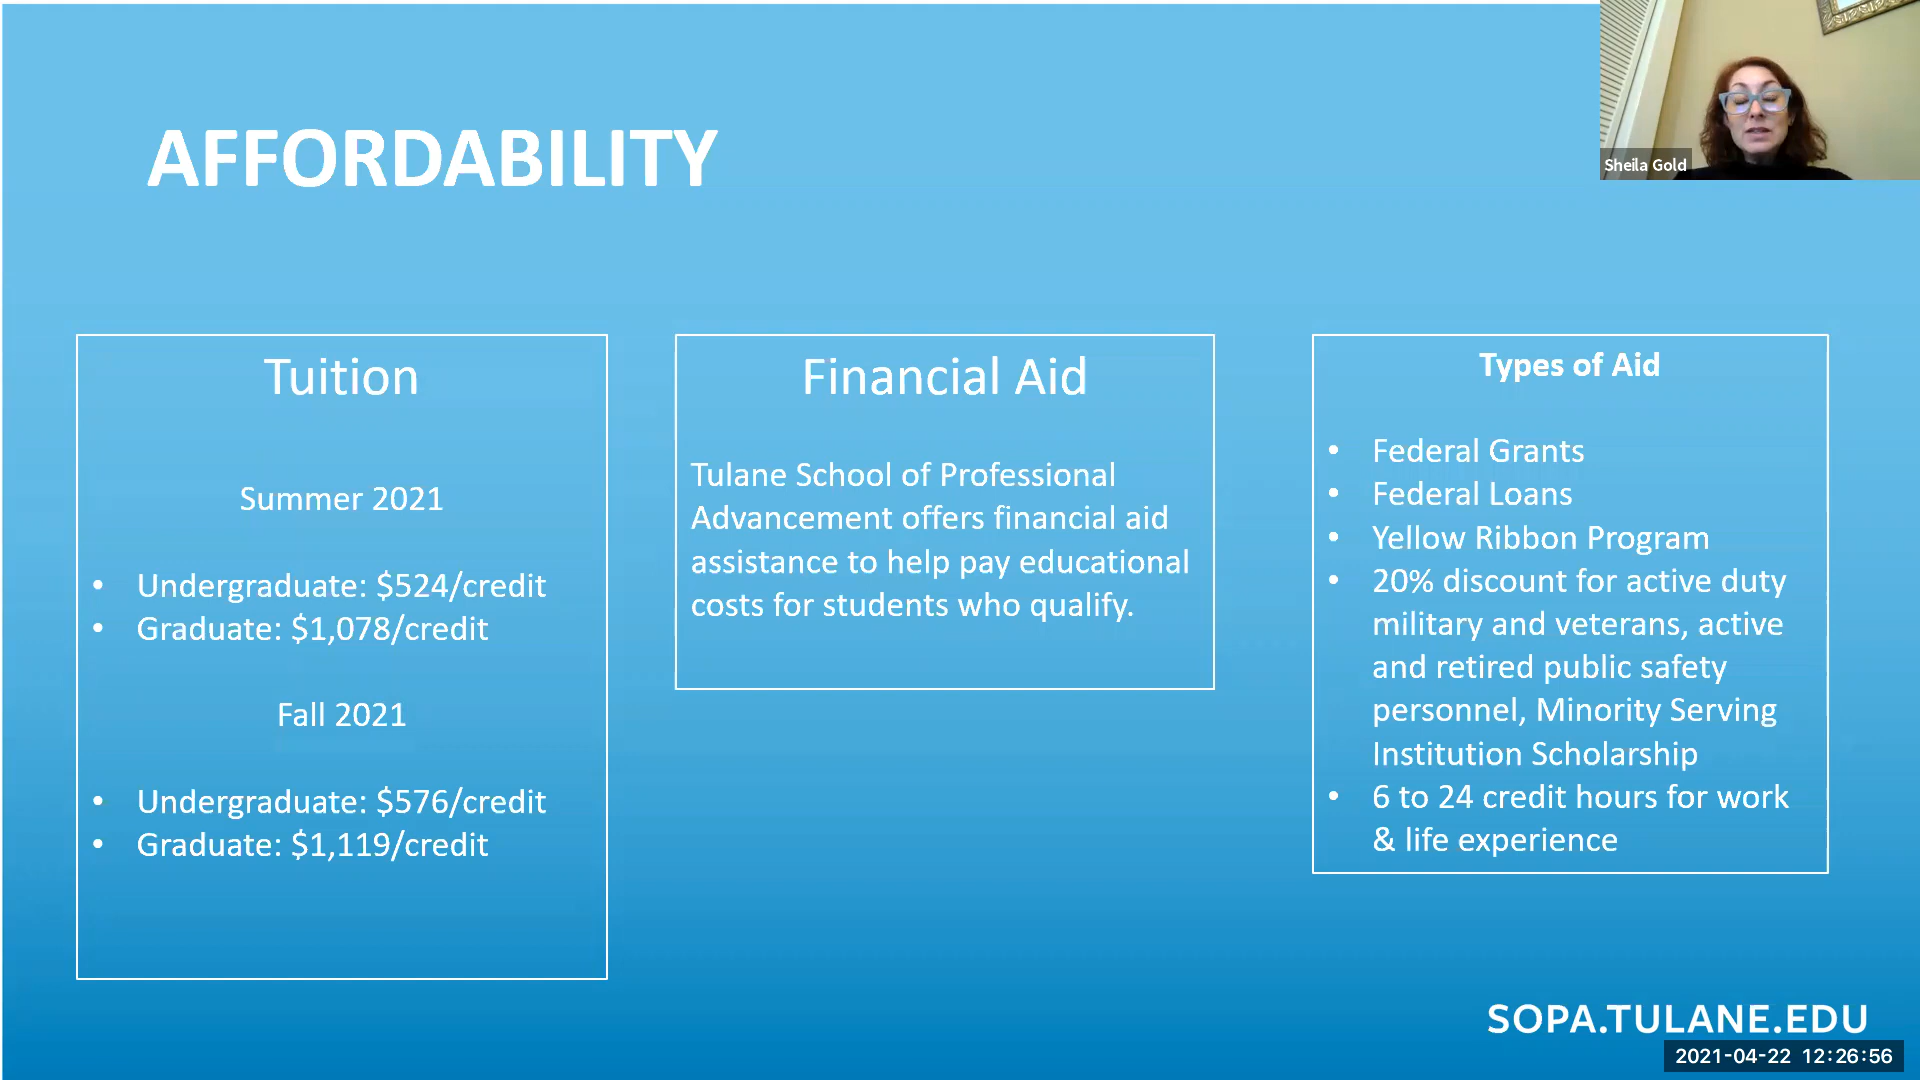 AFFORDABILITY
Sheila Gold
Tuition
Summer 2021
• Undergraduate: $524/credit
• Graduate: $1,078/credit
Fall 2021
• Undergraduate: $576/credit
• Graduate: $1,119/credit
Financial Aid
Tulane School of Professional
Advancement offers financial aid
assistance to help pay educational
costs for students who qualify.
Types of Aid
• Federal Grants
• Federal Loans
• Yellow Ribbon Program
• 20% discount for active duty
military and veterans, active
and retired public safety
personnel, Minority Serving
Institution Scholarship
• 6 to 24 credit hours for work
& life experience
SOPA.TULANE.EDU
2021-04-22 12:26:56